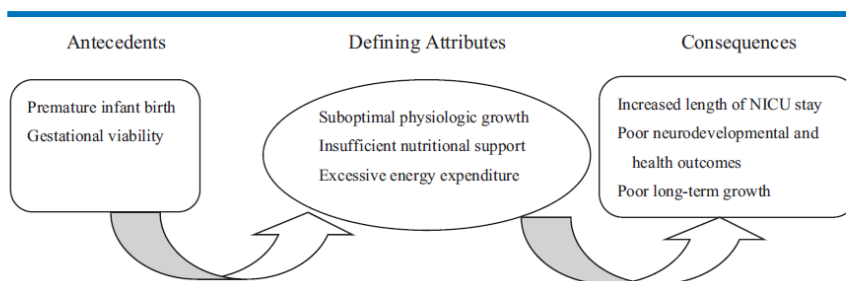 Antecedents
Defining Attributes
Consequences
Premature infant birth
Gestational viability
Suboptimal physiologic growth
Insufficient nutritional support
Excessive energy expenditure
Increased length of NICU stay
Poor neurodevelopmental and
health outcomes
Poor long-term growth